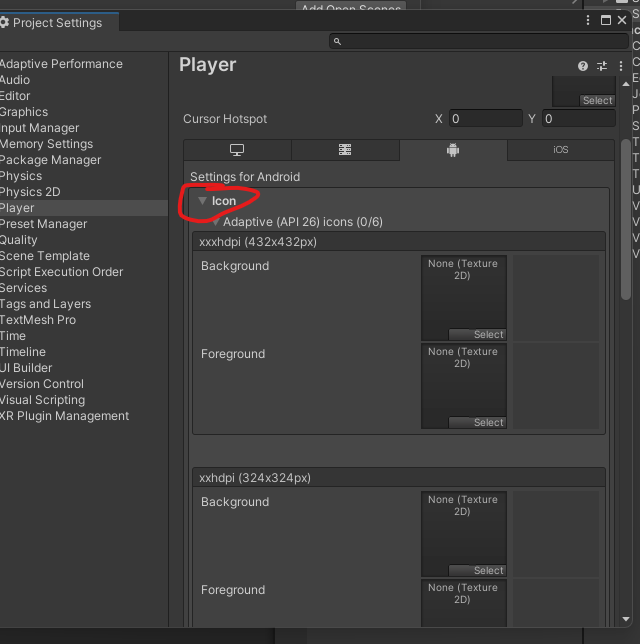 Add Open Scenes
Project Settings
Adaptive Performance
Audio
Editor
Graphics
Input Manager
Memory Settings
Package Manager
Physics
Physics 2D
Player
Preset Manager
Quality
Scene Template
Script Execution Order
Services
Tags and Layers
TextMesh Pro
Time
Timeline
UI Builder
Version Control
Visual Scripting
XR Plugin Management
Player
Select
Cursor Hotspot X 0 Y 0
iOS
Settings for Android
Icon
Adaptive (API 26) icons (0/6)
xxxhdpi (432x432px)
Background
None (Texture
2D)
Select
Foreground
None (Texture
2D)
Select
xxhdpi (324x324px)
Background
None (Texture
2D)
Select
Foreground
None (Texture
2D)